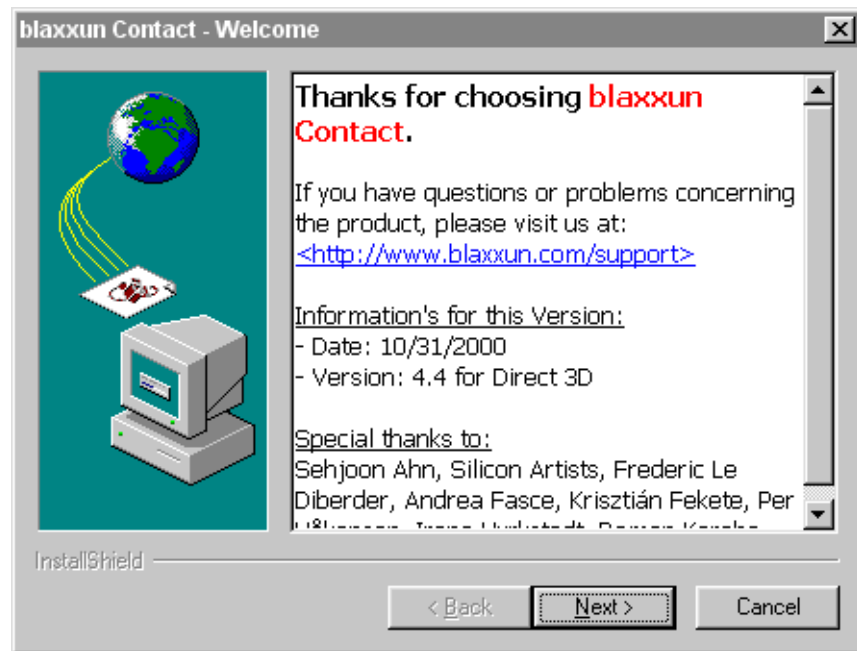 blaxxun Contact - Welcome
Thanks for choosing blaxxun
Contact.
If you have questions or problems concerning
the product, please visit us at:
<http://www.blaxxun.com/support>
Information's for this Version:
- Date: 10/31/2000
- Version: 4.4 for Direct 3D
Special thanks to:
Sehjoon Ahn, Silicon Artists, Frederic Le
Diberder, Andrea Fasce, Krisztián Fekete, Per
InstallShield
< Back
Next >
Cancel